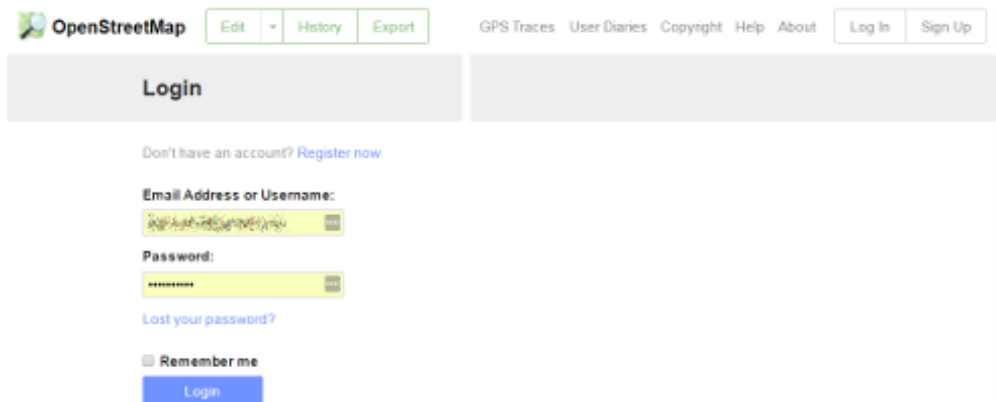 OpenStreetMap Edit History Export GPS Traces User Diaries Copyright Help About Log In Sign Up
Login
Don't have an account? Register now
Email Address or Username:
Password:
Lost your password?
Remember me
Login